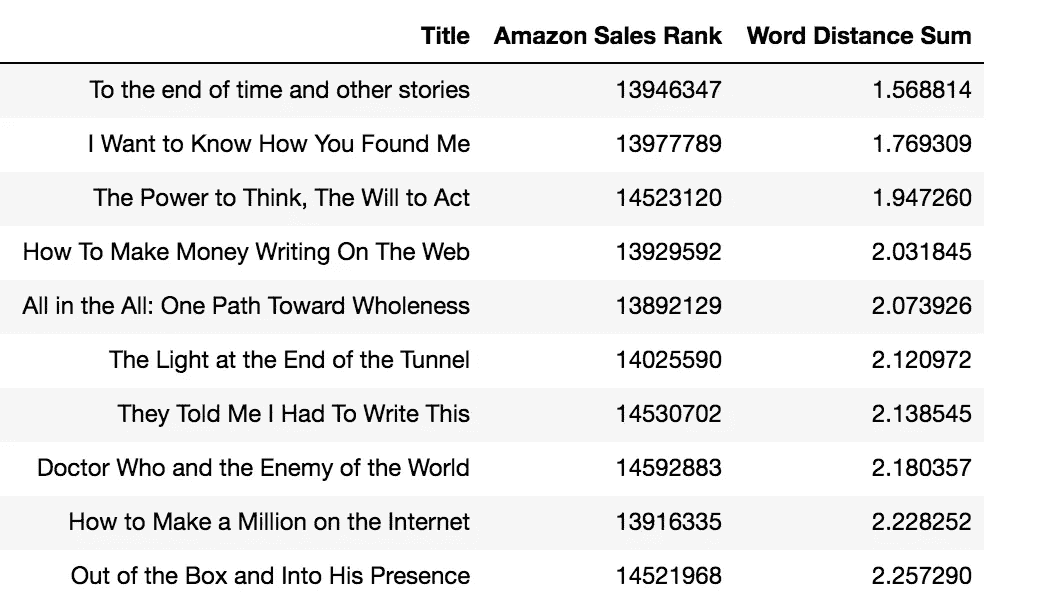 Title Amazon Sales Rank Word Distance Sum
To the end of time and other stories 13946347 1.568814
I Want to Know How You Found Me 13977789 1.769309
The Power to Think, The Will to Act 14523120 1.947260
How To Make Money Writing On The Web 13929592 2.031845
All in the All: One Path Toward Wholeness 13892129 2.073926
The Light at the End of the Tunnel 14025590 2.120972
They Told Me I Had To Write This 14530702 2.138545
Doctor Who and the Enemy of the World 14592883 2.180357
How to Make a Million on the Internet 13916335 2.228252
Out of the Box and Into His Presence 14521968 2.257290